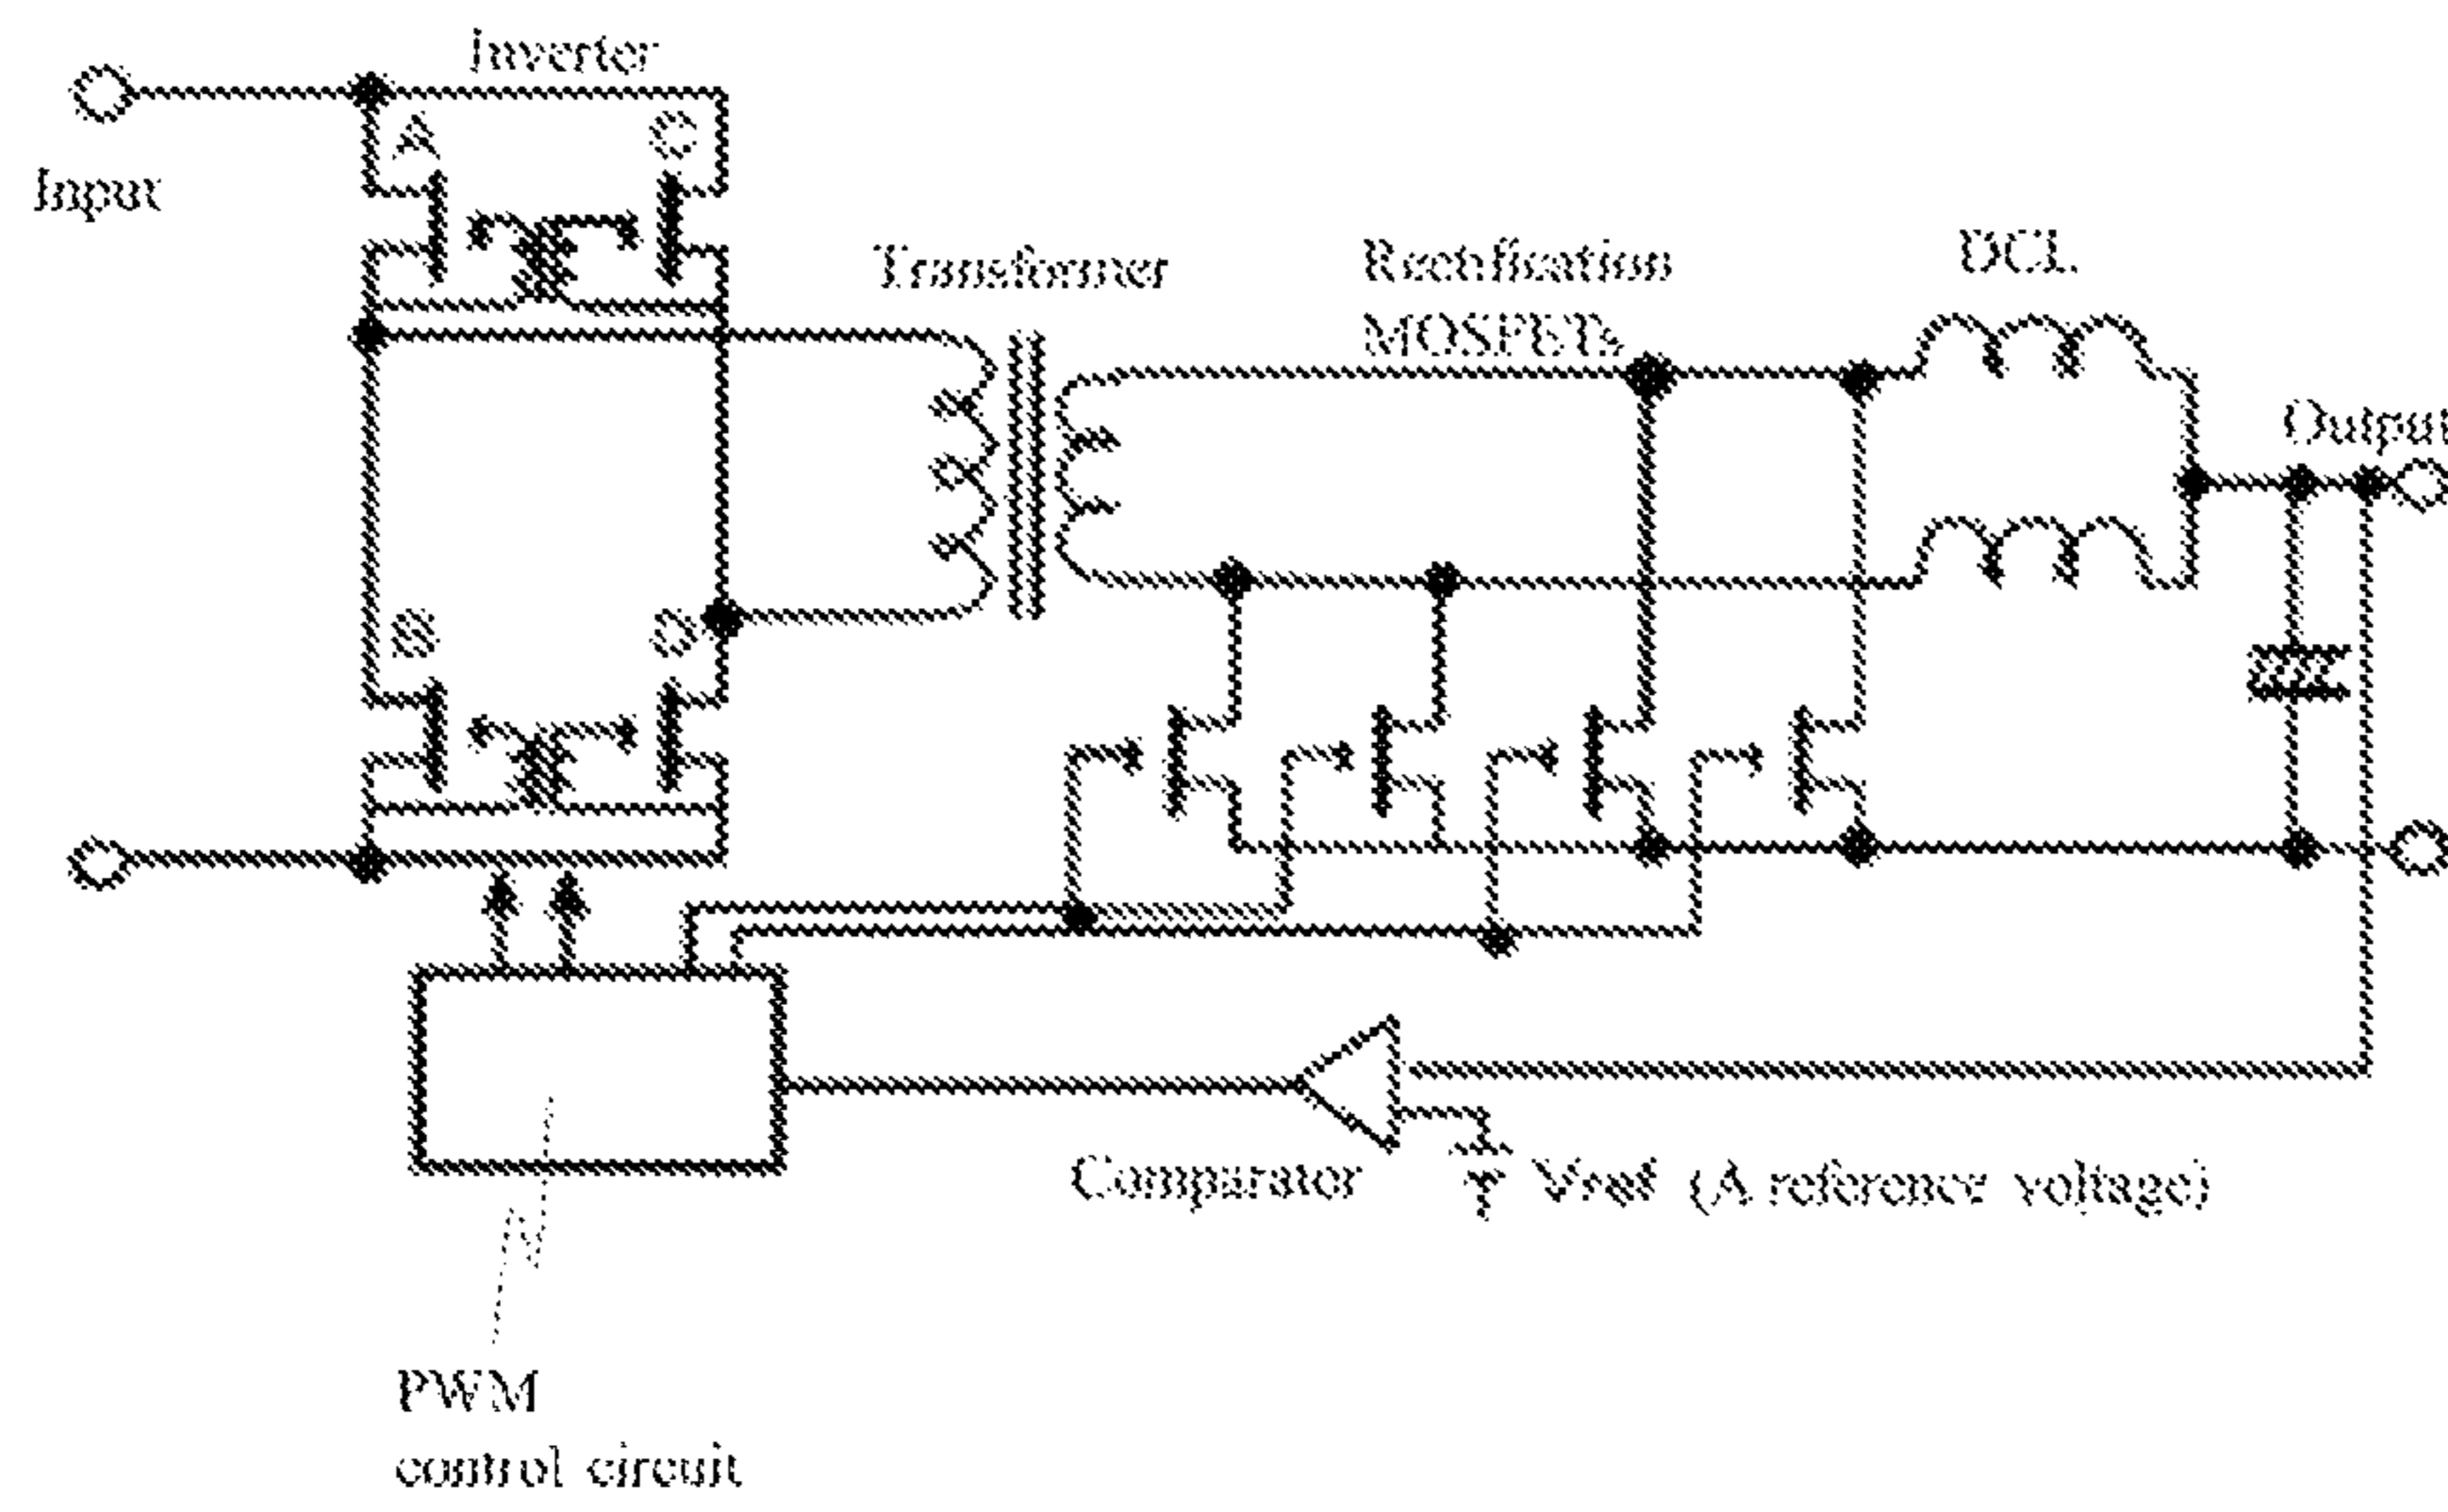 Inverter
A
C
Input
Transformer
Rectification
MOSFETs
DCL
Output
B
D
Comparator
Vref (A reference voltage)
PWM
control circuit